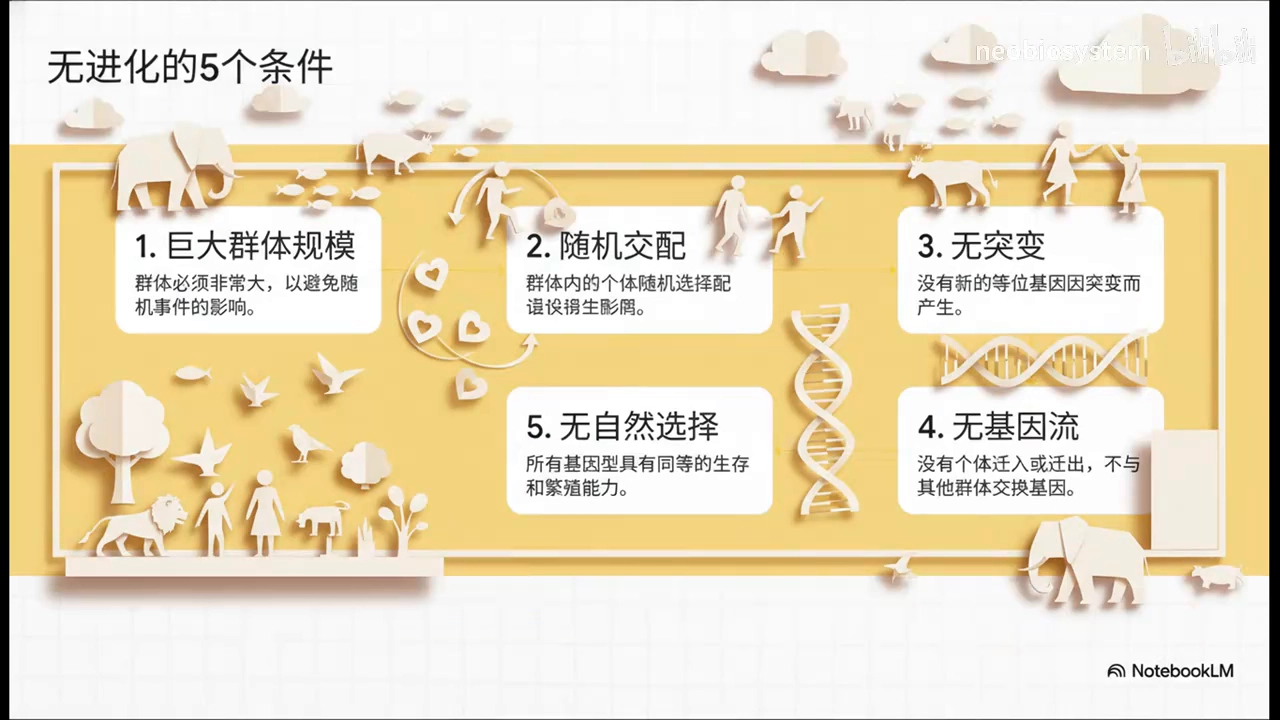 无进化的5个条件
neobiosystem bilibili
1. 巨大群体规模
群体必须非常大，以避免随
机事件的影响。
2. 随机交配
群体内的个体随机选择配
3. 无突变
没有新的等位基因因突变而
产生。
5. 无自然选择
所有基因型具有同等的生存
和繁殖能力。
4. 无基因流
没有个体迁入或迁出，不与
其他群体交换基因。
NotebookLM